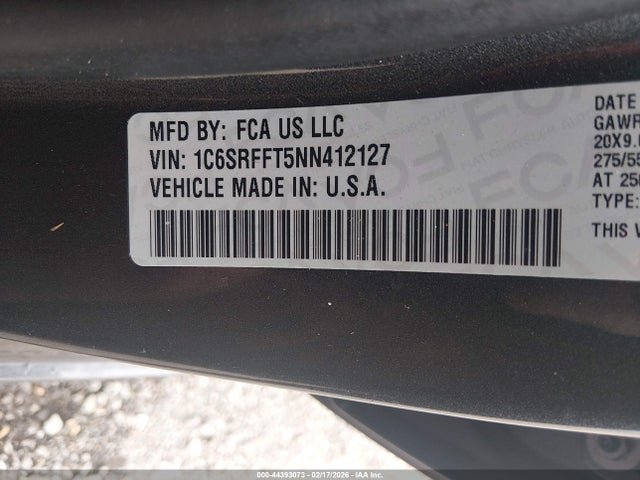 MFD BY: FCA US LLC
VIN: 1C6SRFFT5NN412127
VEHICLE MADE IN: U.S.A.
DATE
GAWR
20X9.
275/55
AT 25
TYPE:
THIS V
000-44393073 - 02/17/2026 - IAAI, Inc.